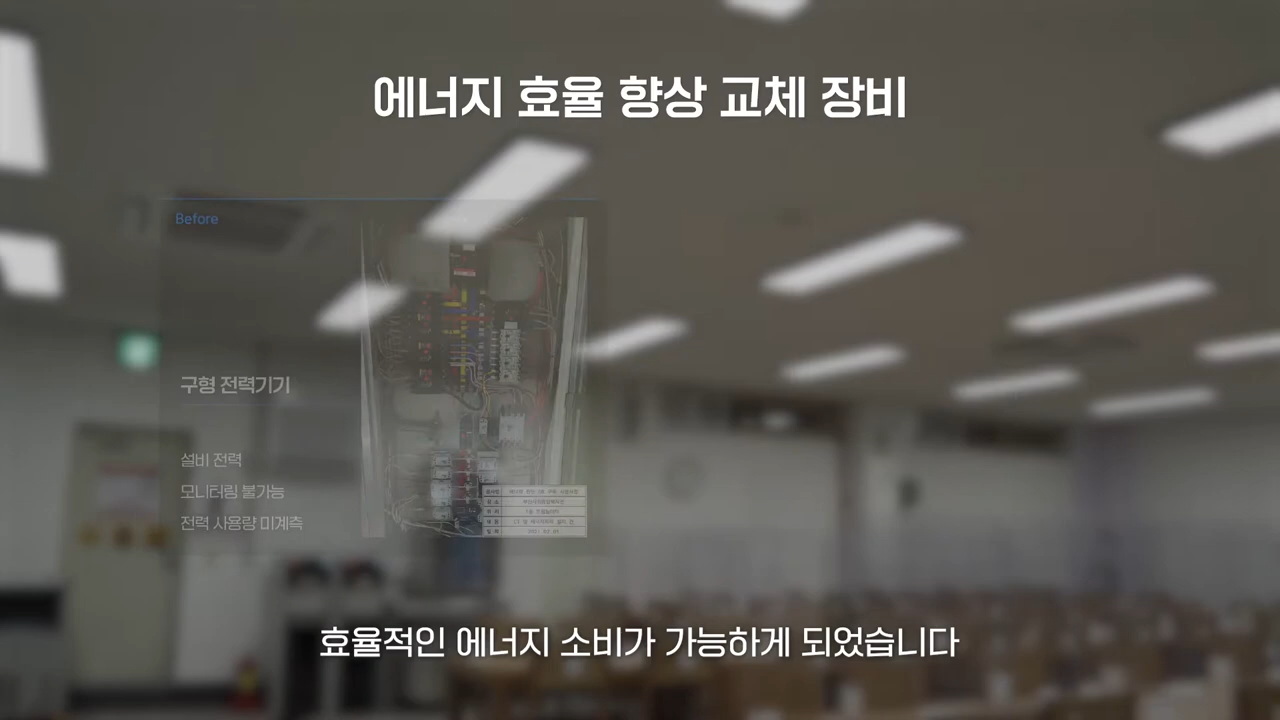 에너지 효율 향상 교체 장비
Before
구형 전력기기
설비 전력
모니터링 불가능
전력 사용량 미계측
효율적인 에너지 소비가 가능하게 되었습니다